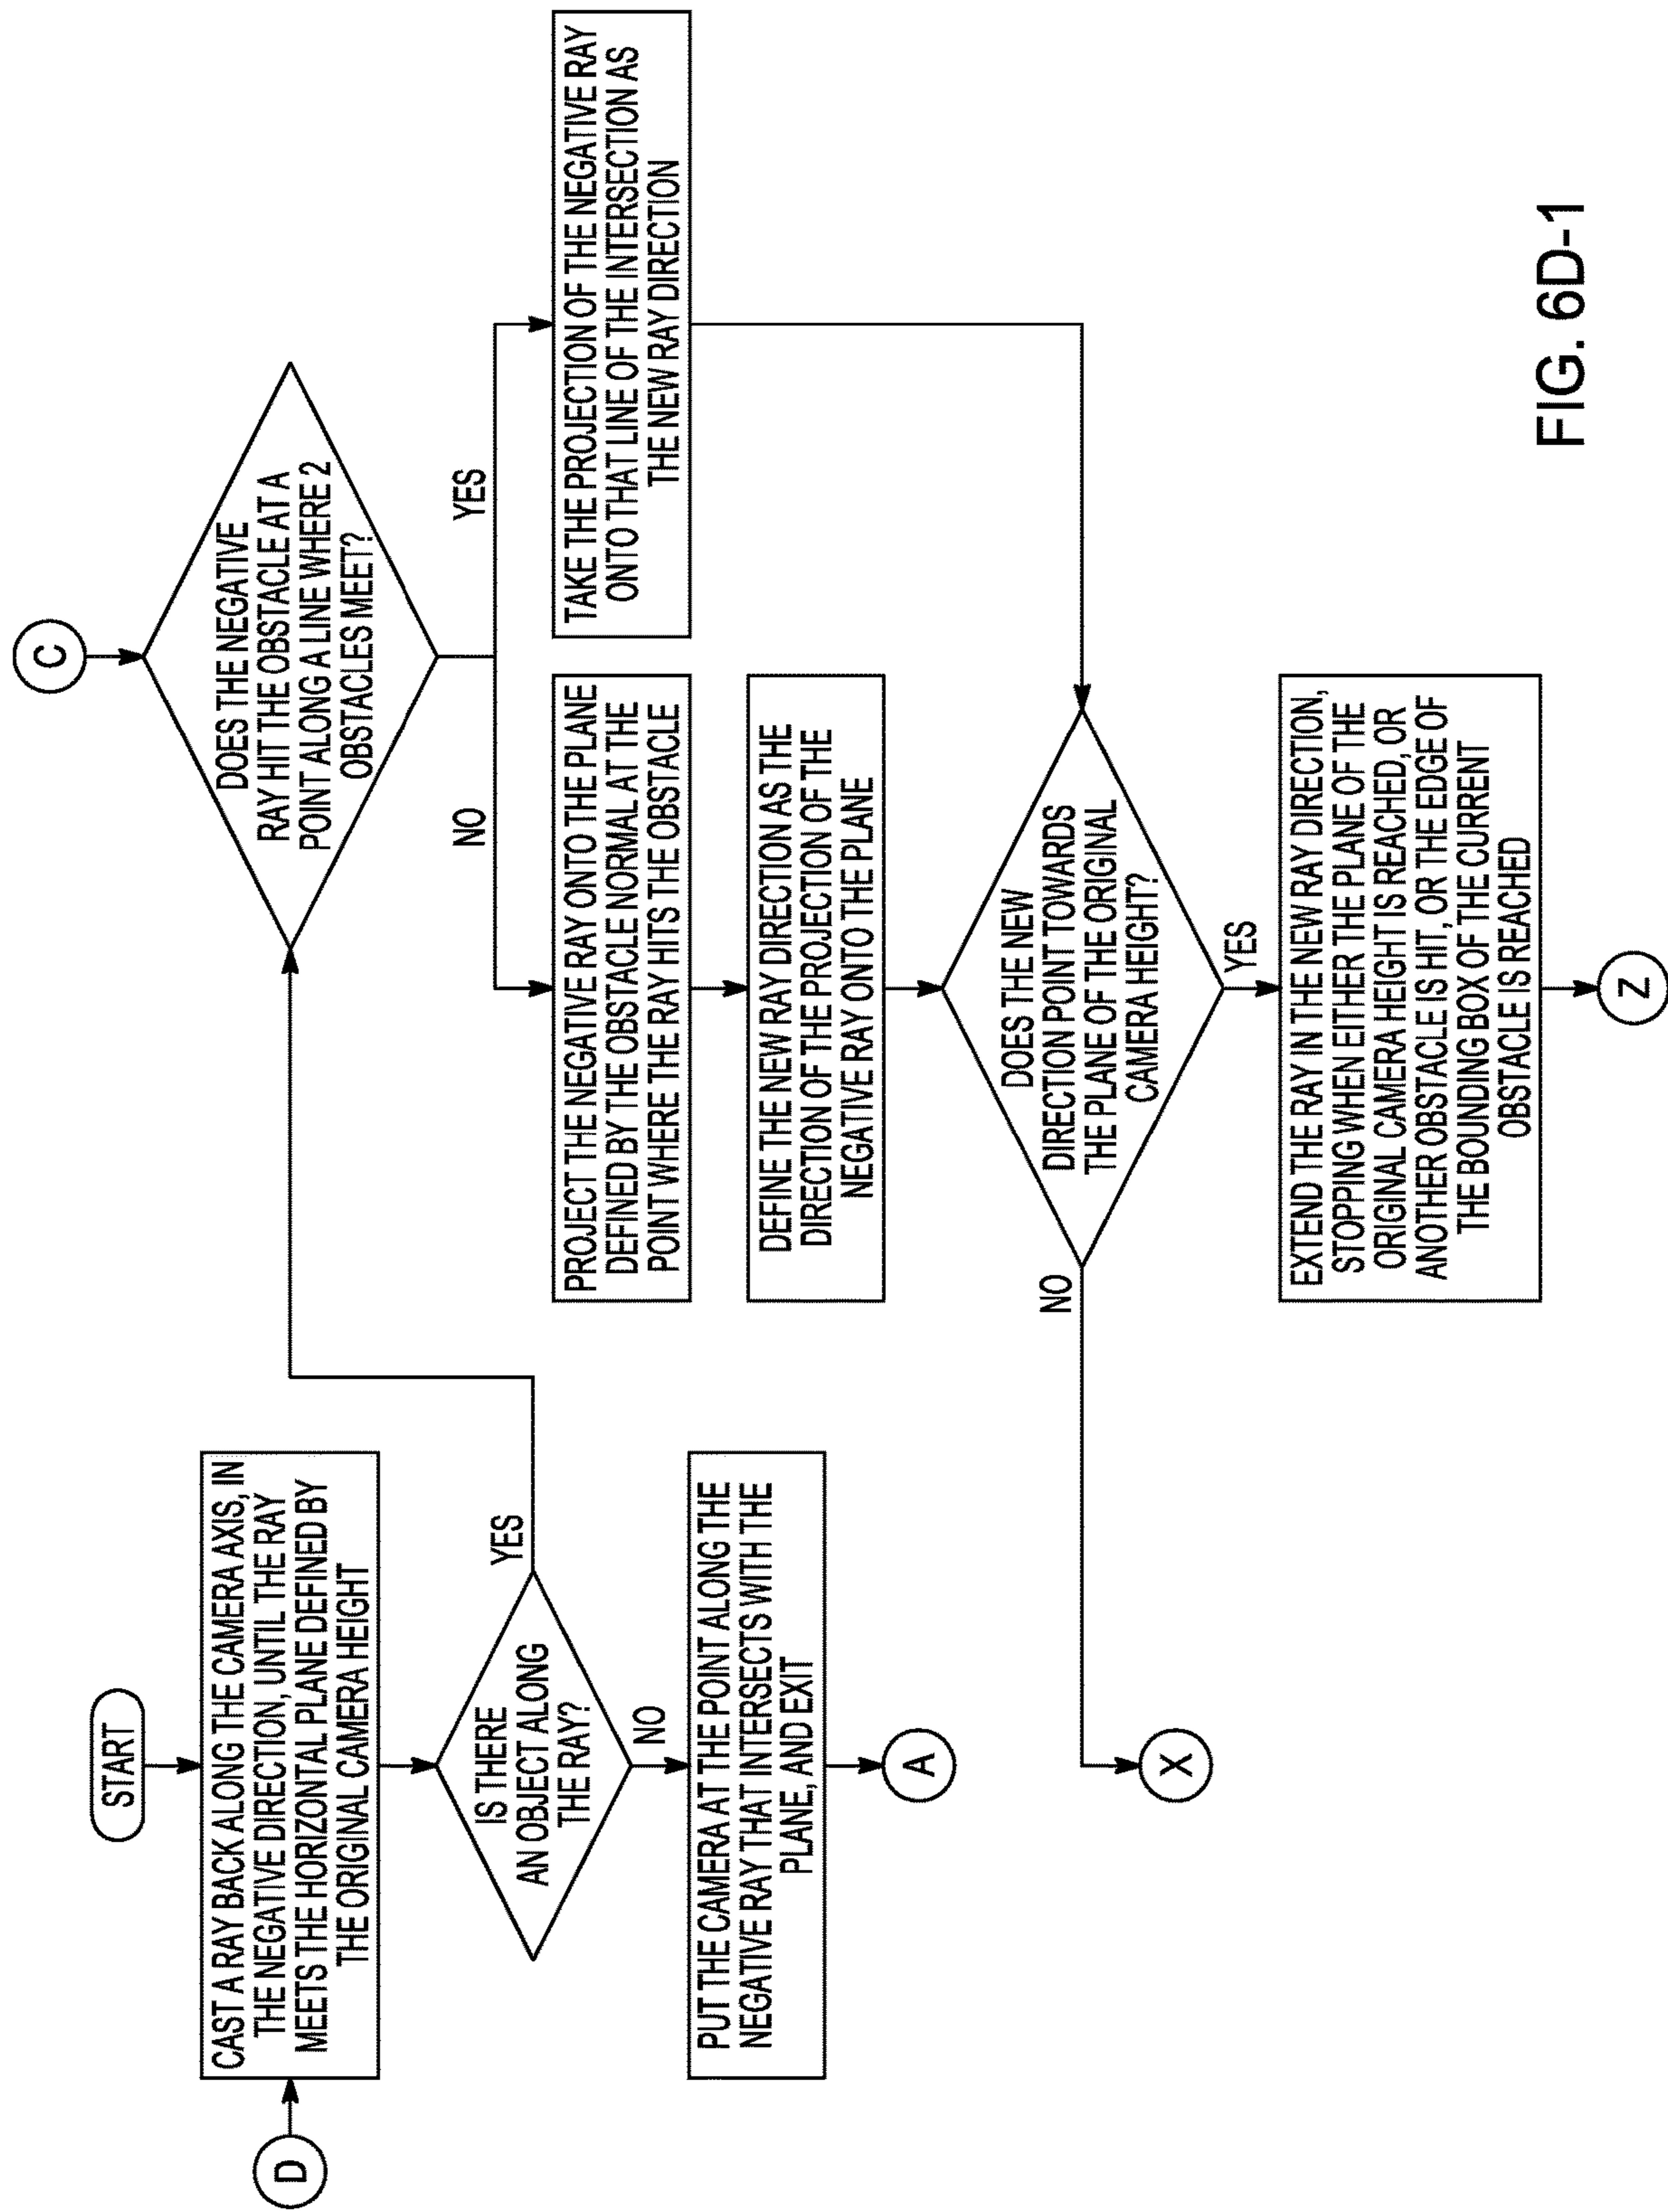 START
D
CAST A RAY BACK ALONG THE CAMERA AXIS, IN
THE NEGATIVE DIRECTION, UNTIL THE RAY
MEETS THE HORIZONTAL PLANE DEFINED BY
THE ORIGINAL CAMERA HEIGHT
IS THERE
AN OBJECT ALONG
THE RAY?
YES
NO
PUT THE CAMERA AT THE POINT ALONG THE
NEGATIVE RAY THAT INTERSECTS WITH THE
PLANE, AND EXIT
A
C
DOES THE NEGATIVE
RAY HIT THE OBSTACLE AT A
POINT ALONG A LINE WHERE 2
OBSTACLES MEET?
NO
YES
PROJECT THE NEGATIVE RAY ONTO THE PLANE
DEFINED BY THE OBSTACLE NORMAL AT THE
POINT WHERE THE RAY HITS THE OBSTACLE
TAKE THE PROJECTION OF THE NEGATIVE RAY
ONTO THAT LINE OF THE INTERSECTION AS
THE NEW RAY DIRECTION
DEFINE THE NEW RAY DIRECTION AS THE
DIRECTION OF THE PROJECTION OF THE
NEGATIVE RAY ONTO THE PLANE
DOES THE NEW
DIRECTION POINT TOWARDS
THE PLANE OF THE ORIGINAL
CAMERA HEIGHT?
NO
X
YES
EXTEND THE RAY IN THE NEW RAY DIRECTION,
STOPPING WHEN EITHER THE PLANE OF THE
ORIGINAL CAMERA HEIGHT IS REACHED, OR
ANOTHER OBSTACLE IS HIT, OR THE EDGE OF
THE BOUNDING BOX OF THE CURRENT
OBSTACLE IS REACHED
Z
FIG. 6D-1